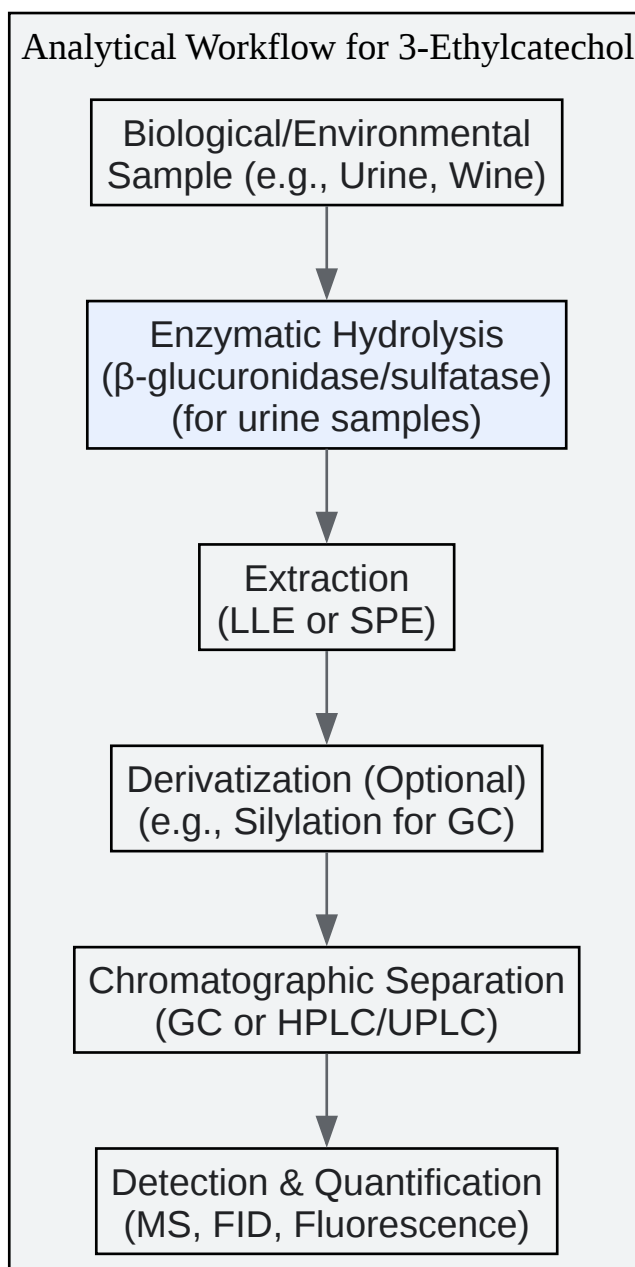 Analytical Workflow for 3-Ethylcatechol
Biological/Environmental
Sample (e.g., Urine, Wine)
Enzymatic Hydrolysis
(β-glucuronidase/sulfatase)
(for urine samples)
Extraction
(LLE or SPE)
Derivatization (Optional)
(e.g., Silylation for GC)
Chromatographic Separation
(GC or HPLC/UPLC)
Detection & Quantification
(MS, FID, Fluorescence)